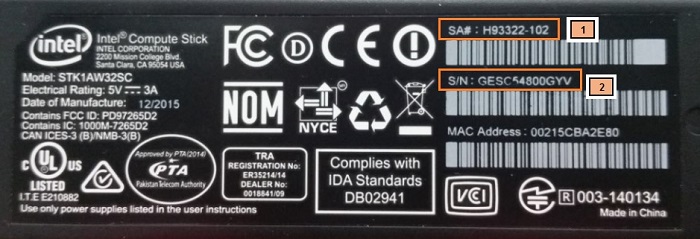 intel
Intel® Compute Stick
INTEL CORPORATION
2200 Mission College Blvd.
Santa Clara, CA 95054 USA
Model: STK1AW32SC
Electrical Rating: 5V 3A
Date of Manufacture: 12/2015
Contains FCC ID: PD97265D2
Contains IC: 1000M-7265D2
CAN ICES-3 (B)/NMB-3(B)
C UL US
LISTED
I.T.E E210882
Approved by PTA(2014)
PTA
Pakistan Telecom Authority
Use only power supplies listed in the user instructions
FC D CE
NOM
NYCE
TRA
REGISTRATION No:
ER35214/14
DEALER No:
0018841/09
Complies with
IDA Standards
DB02941
SA# : H93322-102
1
S/N: GESC54800GYV
2
MAC Address : 00215CBA2E80
VCI
R 003-140134
Made in China